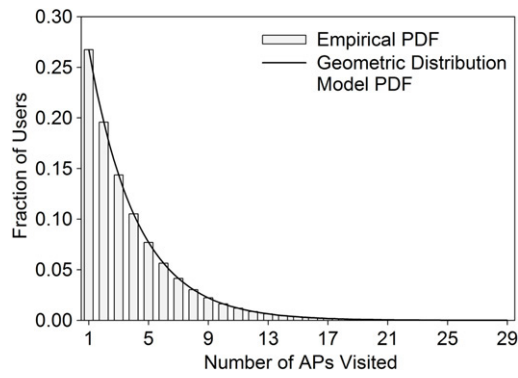 0.30
0.25
0.20
0.15
0.10
0.05
0.00
Fraction of Users
Empirical PDF
Geometric Distribution
Model PDF
1 5 9 13 17 21 25 29
Number of APs Visited